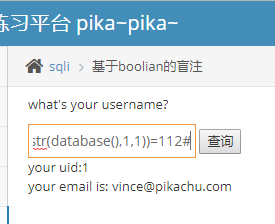 练习平台 pika~pika~
sqli > 基于boolian的盲注
what's your username?
str(database(),1,1))=112# 查询
your uid:1
your email is: vince@pikachu.com